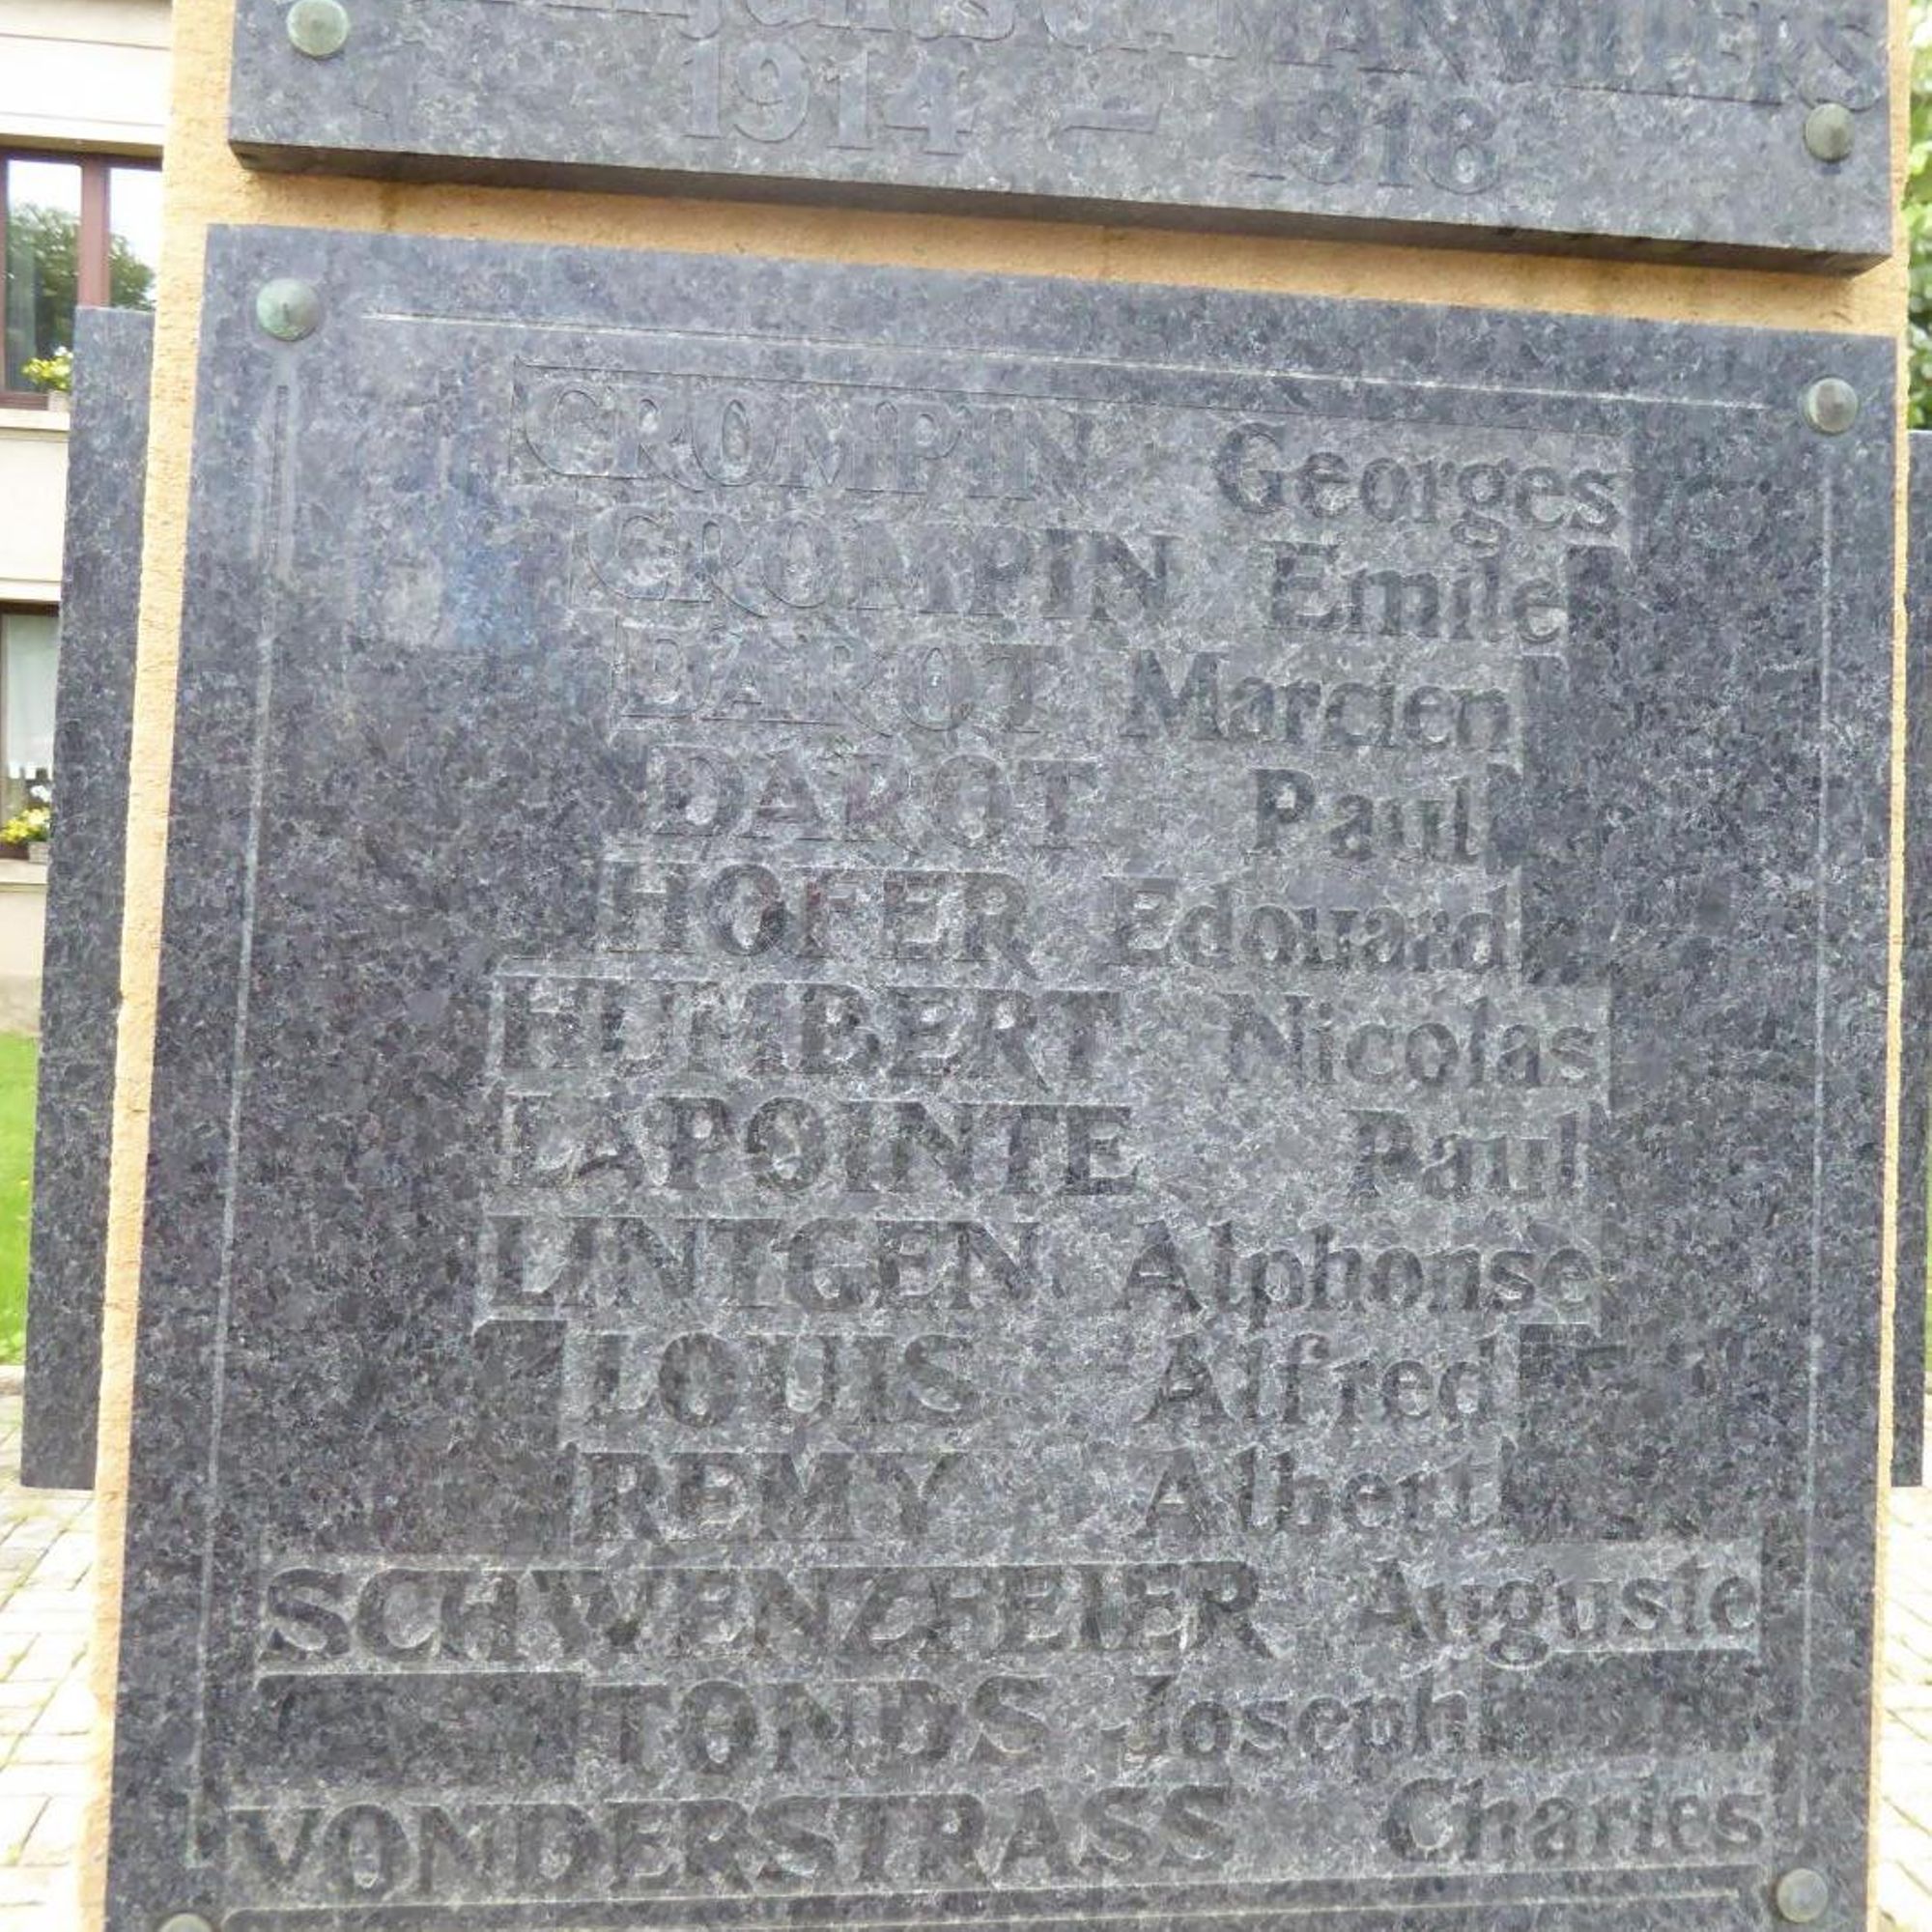 1914 – 1918
CROMPIN Georges
CROMPIN Emile
DAROT Marcien
DAROT Paul
HOFER Edouard
HUMBERT Nicolas
LAPOINTE Paul
LINTGEN Alphonse
LOUIS Alfred
REMY Albert
SCHWENZFEIER Auguste
TONDS Joseph
VONDERSTRASS Charles